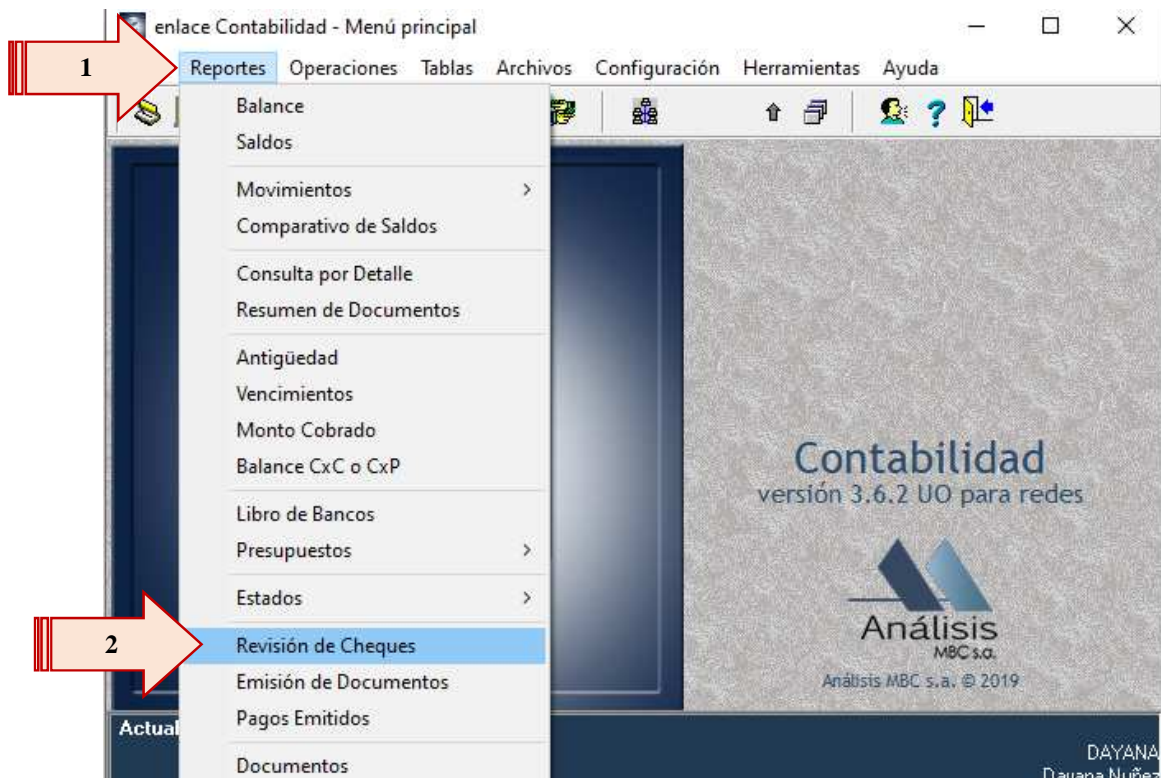 enlace Contabilidad - Menú principal
1
Reportes Operaciones Tablas Archivos Configuración Herramientas Ayuda
Balance
Saldos
Movimientos
Comparativo de Saldos
Consulta por Detalle
Resumen de Documentos
Antigüedad
Vencimientos
Monto Cobrado
Balance CxC o CxP
Libro de Bancos
Presupuestos
Estados
2
Revisión de Cheques
Emisión de Documentos
Pagos Emitidos
Documentos
Contabilidad
versión 3.6.2 UO para redes
Análisis
MBC s.a.
Análisis MBC s.a. © 2019
Actual
DAYANA
Dayana Nuñez